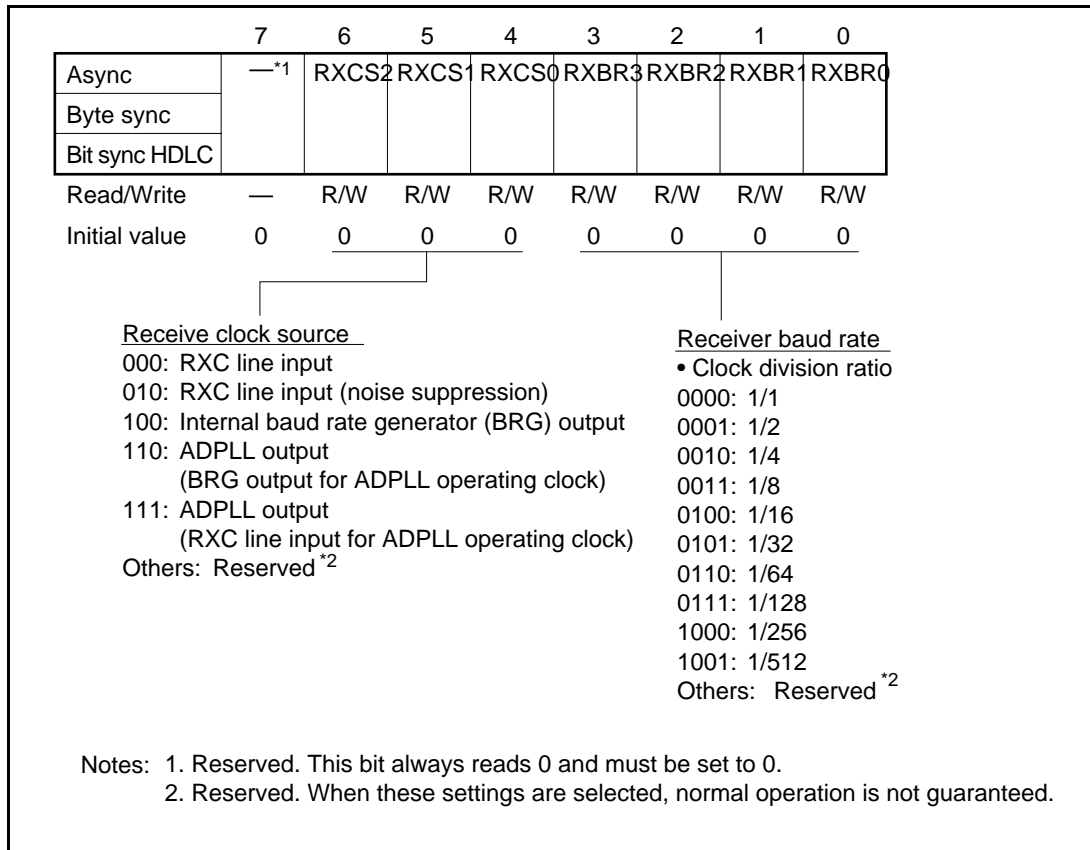 7 6 5 4 3 2 1 0
Async —*1 RXCS2 RXCS1 RXCS0 RXBR3 RXBR2 RXBR1 RXBR0
Byte sync
Bit sync HDLC
Read/Write — R/W R/W R/W R/W R/W R/W R/W
Initial value 0 0 0 0 0 0 0 0
Receive clock source
000: RXC line input
010: RXC line input (noise suppression)
100: Internal baud rate generator (BRG) output
110: ADPLL output
(BRG output for ADPLL operating clock)
111: ADPLL output
(RXC line input for ADPLL operating clock)
Others: Reserved *2
Receiver baud rate
• Clock division ratio
0000: 1/1
0001: 1/2
0010: 1/4
0011: 1/8
0100: 1/16
0101: 1/32
0110: 1/64
0111: 1/128
1000: 1/256
1001: 1/512
Others: Reserved *2
Notes: 1. Reserved. This bit always reads 0 and must be set to 0.
2. Reserved. When these settings are selected, normal operation is not guaranteed.